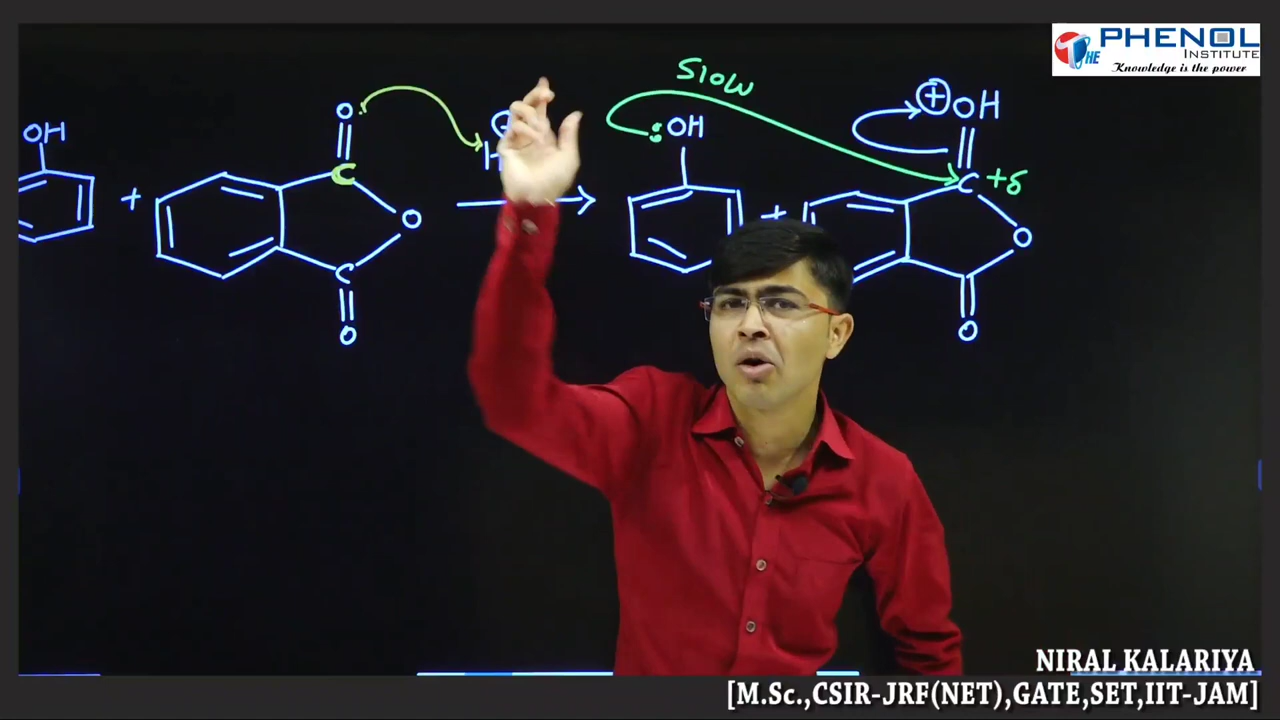 THE PHENOL
INSTITUTE
Knowledge is the power
Slow
OH + C O O C O H OH + ⊕ OH C +δ O O
NIRAL KALARIYA
[M.Sc.,CSIR-JRF(NET),GATE,SET,IIT-JAM]